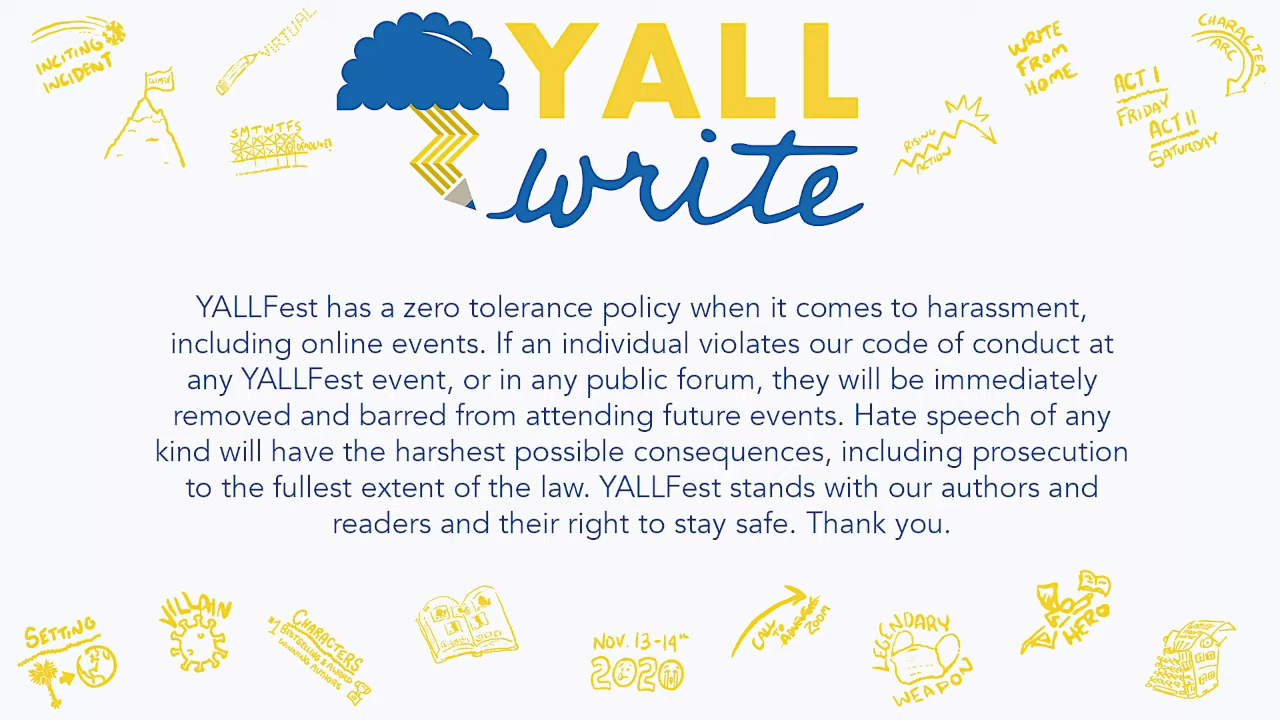 INCITING
INCIDENT
CLIMAX
VIRTUAL
SMTWTFS
DEADLINE!
YALL
write
RISING
ACTION
WRITE
FROM
HOME
ACT I
FRIDAY
ACT II
SATURDAY
CHARACTER
ARC
YALLFest has a zero tolerance policy when it comes to harassment,
including online events. If an individual violates our code of conduct at
any YALLFest event, or in any public forum, they will be immediately
removed and barred from attending future events. Hate speech of any
kind will have the harshest possible consequences, including prosecution
to the fullest extent of the law. YALLFest stands with our authors and
readers and their right to stay safe. Thank you.
SETTING
VILLAIN
CHARACTERS
#1 BESTSELLING & AWARD
WINNING AUTHORS
NOV. 13-14th
2020
CALL TO ADVENTURE
ZOOM
LEGENDARY
WEAPON
HERO